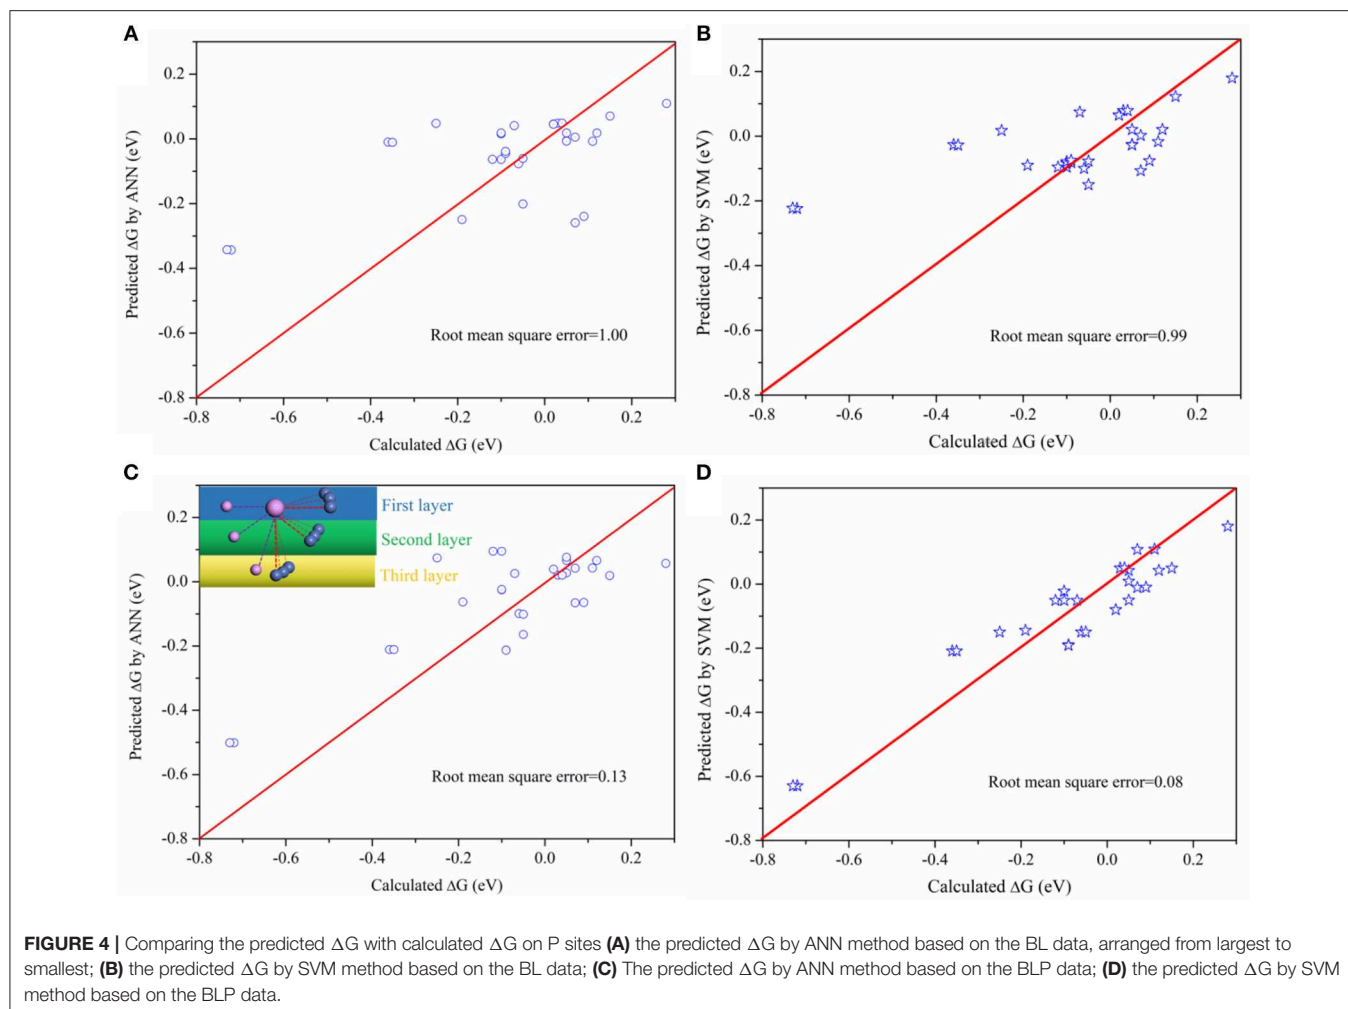 A
0.2
0.0
-0.2
-0.4
-0.6
-0.8
Predicted ΔG by ANN (eV)
Root mean square error=1.00
-0.8 -0.6 -0.4 -0.2 0.0 0.2
Calculated ΔG (eV)
B
0.2
0.0
-0.2
-0.4
-0.6
-0.8
Predicted ΔG by SVM (eV)
Root mean square error=0.99
-0.8 -0.6 -0.4 -0.2 0.0 0.2
Calculated ΔG (eV)
C
0.2
0.0
-0.2
-0.4
-0.6
-0.8
Predicted ΔG by ANN (eV)
First layer
Second layer
Third layer
Root mean square error=0.13
-0.8 -0.6 -0.4 -0.2 0.0 0.2
Calculated ΔG (eV)
D
0.2
0.0
-0.2
-0.4
-0.6
-0.8
Predicted ΔG by SVM (eV)
Root mean square error=0.08
-0.8 -0.6 -0.4 -0.2 0.0 0.2
Calculated ΔG (eV)
FIGURE 4 | Comparing the predicted ΔG with calculated ΔG on P sites (A) the predicted ΔG by ANN method based on the BL data, arranged from largest to
smallest; (B) the predicted ΔG by SVM method based on the BL data; (C) The predicted ΔG by ANN method based on the BLP data; (D) the predicted ΔG by SVM
method based on the BLP data.